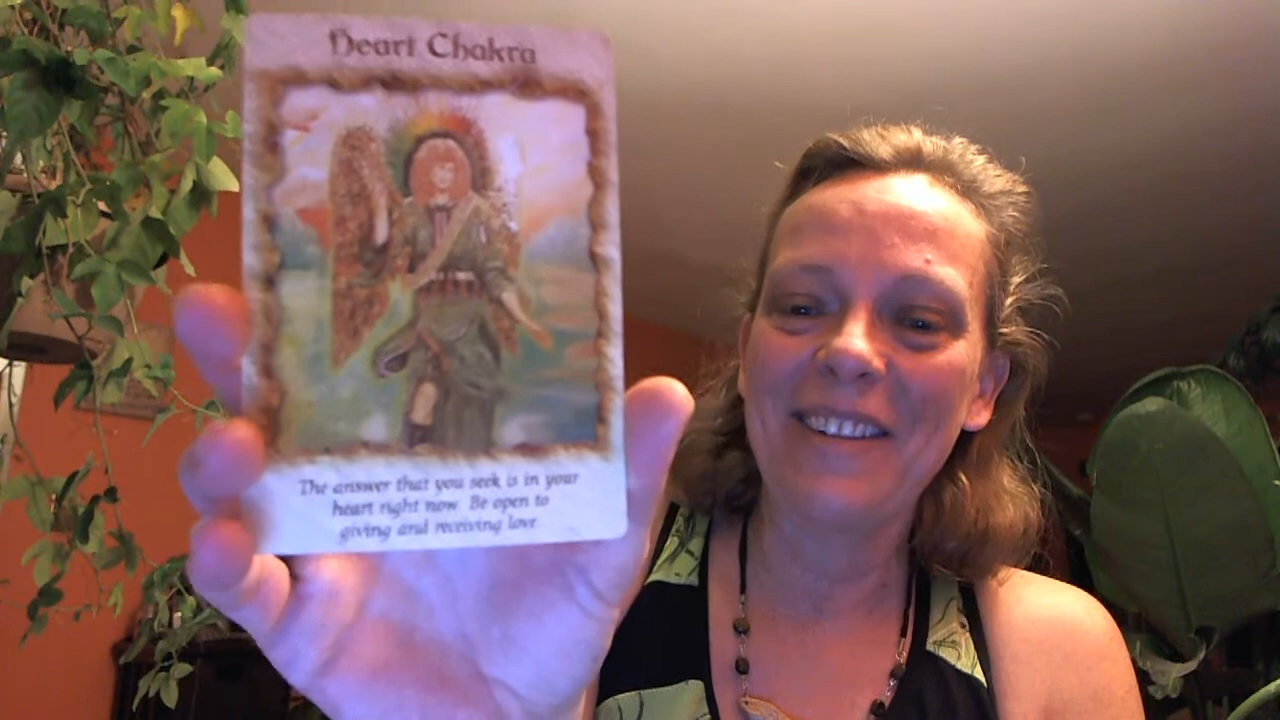 Heart Chakra
The answer that you seek is in your
heart right now. Be open to
giving and receiving love.